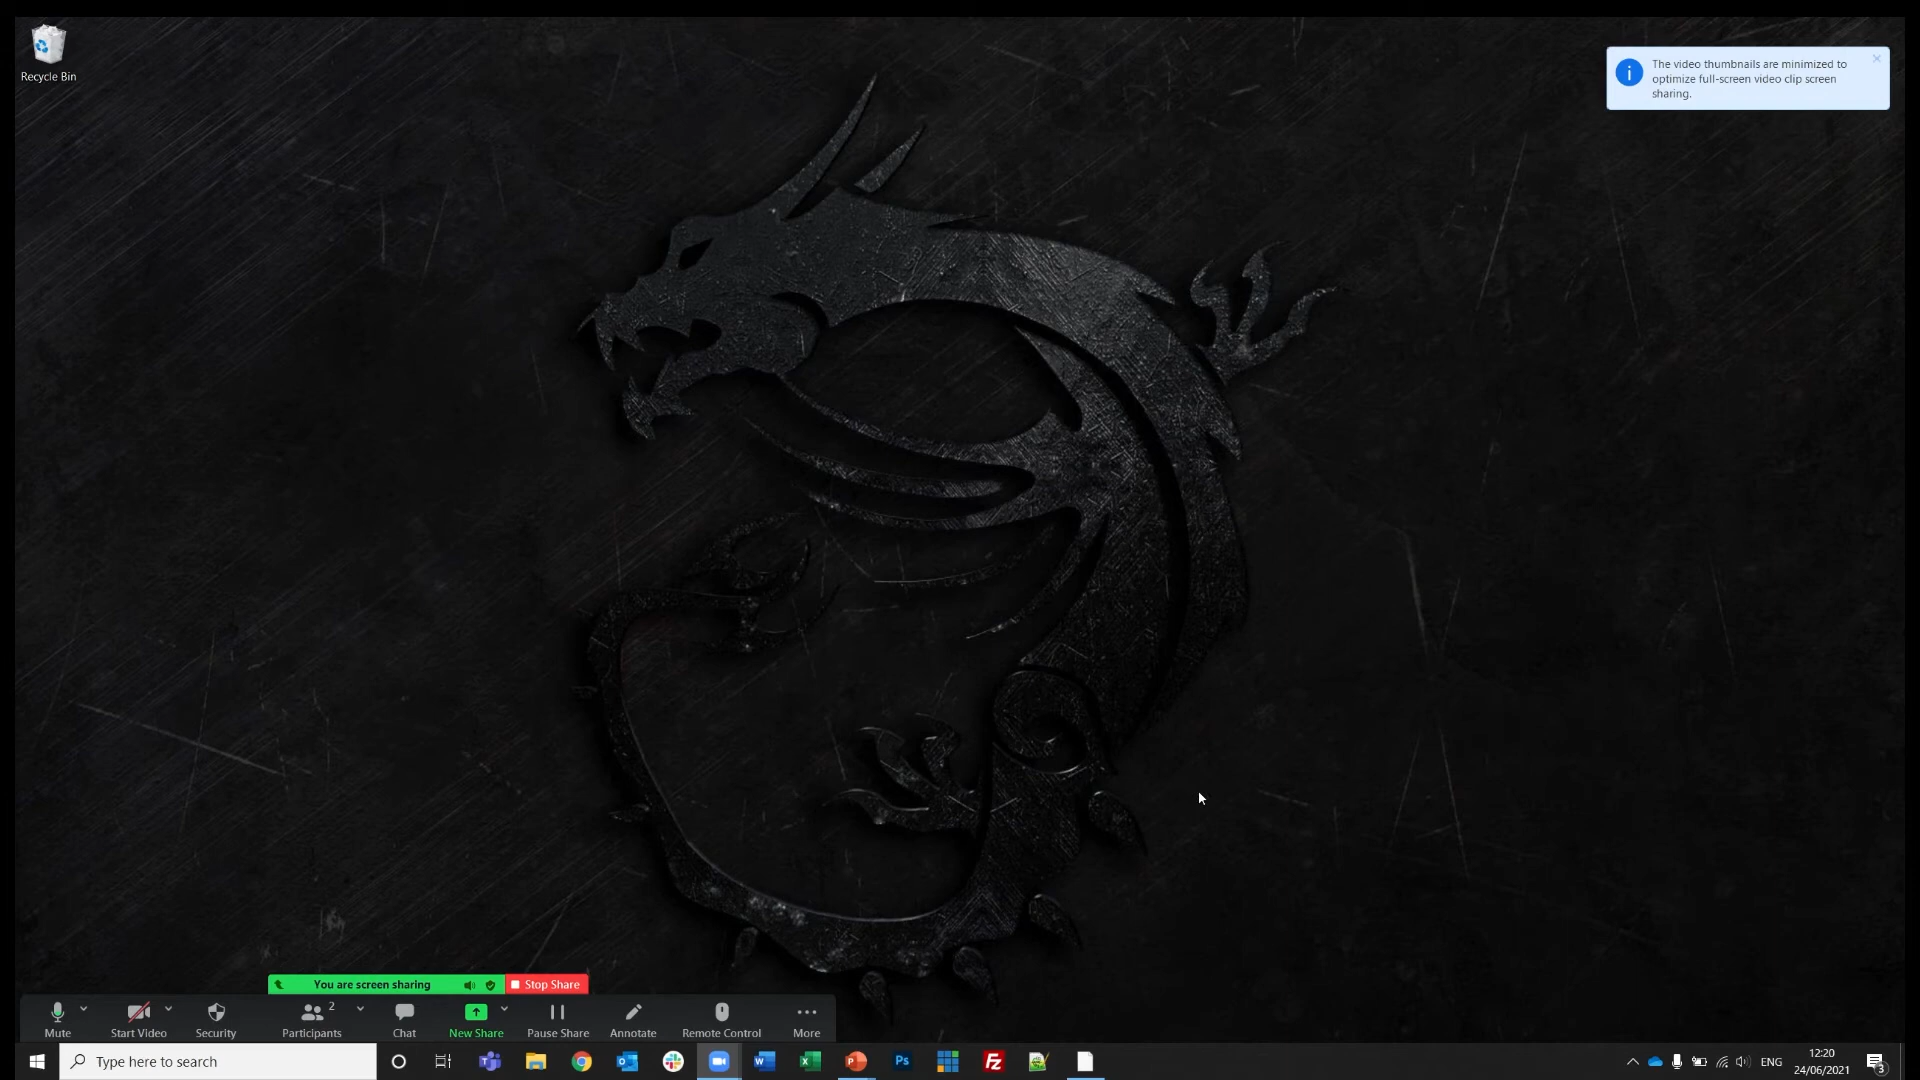 Recycle Bin
The video thumbnails are minimized to
optimize full-screen video clip screen
sharing.
You are screen sharing
Stop Share
2
Mute
Start Video
Security
Participants
Chat
New Share
Pause Share
Annotate
Remote Control
More
Type here to search
ENG
12:20
24/06/2021
3